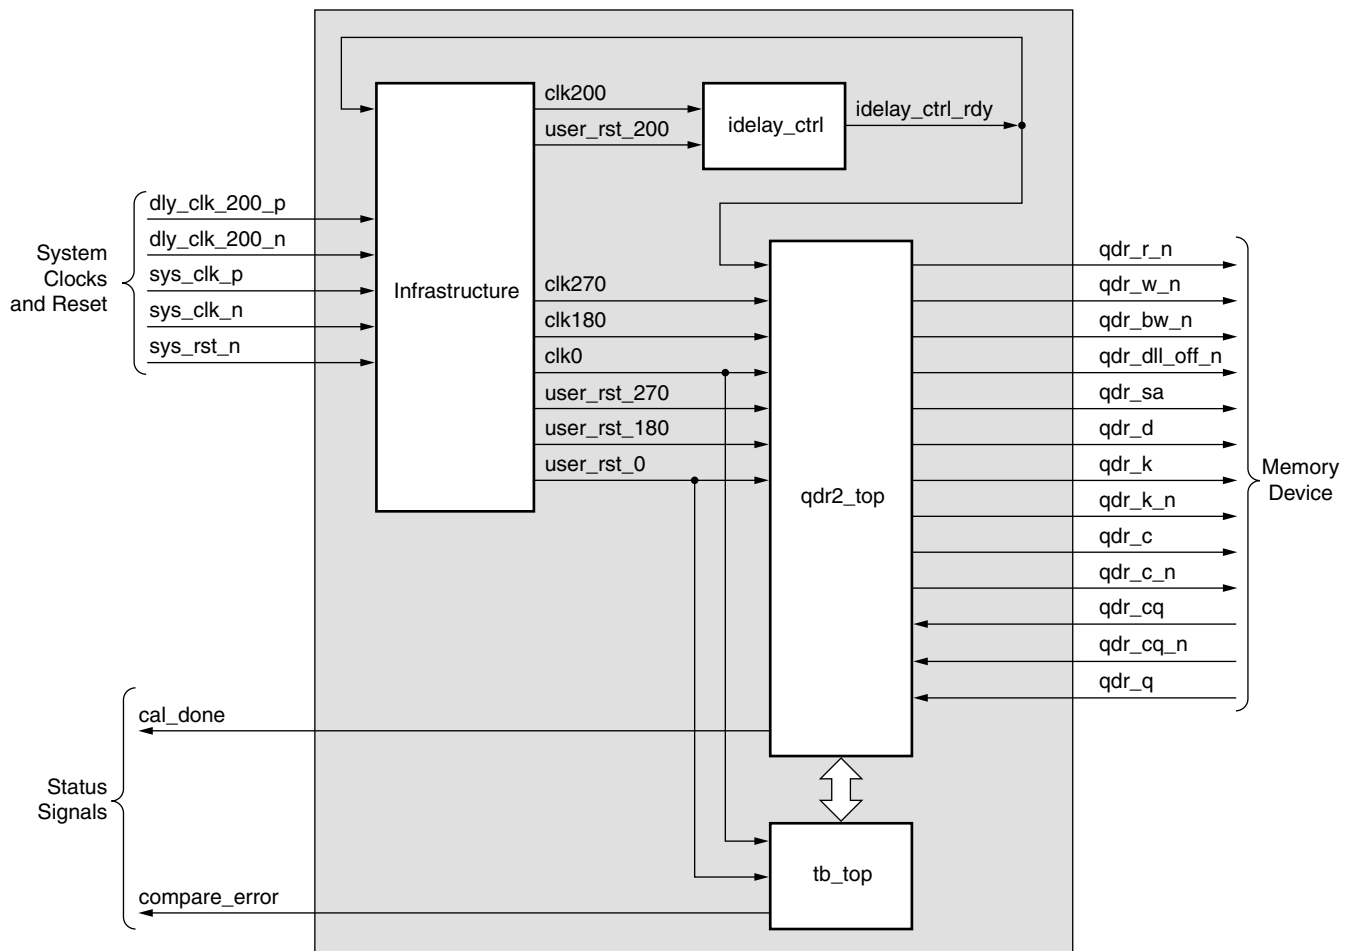 clk200
user_rst_200
idelay_ctrl
idelay_ctrl_rdy
System
Clocks
and Reset
dly_clk_200_p
dly_clk_200_n
sys_clk_p
sys_clk_n
sys_rst_n
Infrastructure
clk270
clk180
clk0
user_rst_270
user_rst_180
user_rst_0
qdr2_top
qdr_r_n
qdr_w_n
qdr_bw_n
qdr_dll_off_n
qdr_sa
qdr_d
qdr_k
qdr_k_n
qdr_c
qdr_c_n
qdr_cq
qdr_cq_n
qdr_q
Memory
Device
Status
Signals
cal_done
compare_error
tb_top